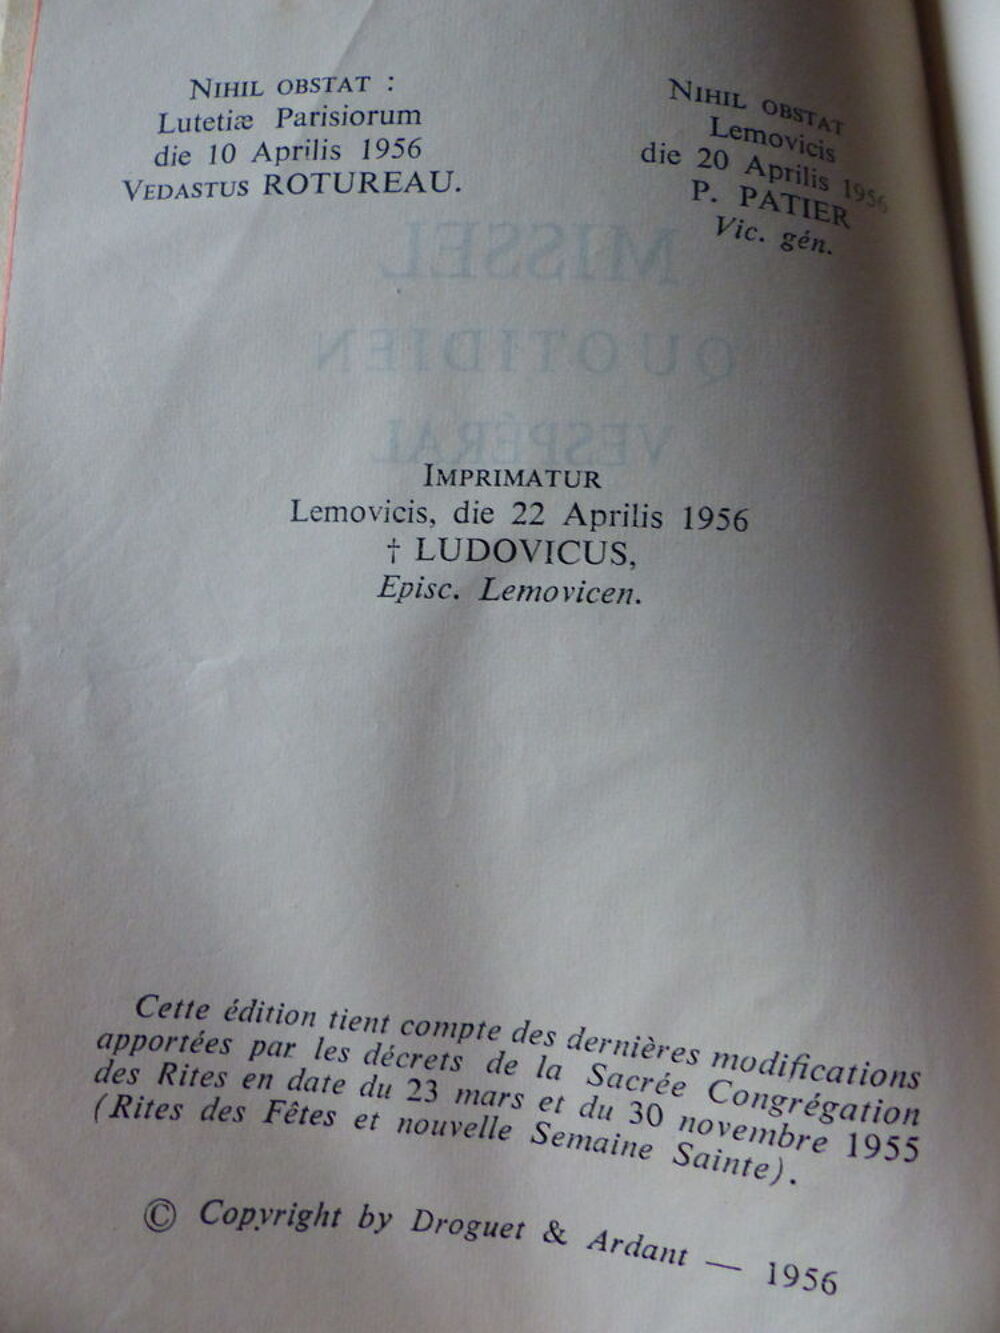 NIHIL OBSTAT :
Lutetiæ Parisiorum
die 10 Aprilis 1956
VEDASTUS ROTUREAU.
NIHIL OBSTAT
Lemovicis
die 20 Aprilis 1956
P. PATIER
Vic. gén.
MISSEL
QUOTIDIEN
VESPÉRAL
IMPRIMATUR
Lemovicis, die 22 Aprilis 1956
† LUDOVICUS,
Episc. Lemovicen.
Cette édition tient compte des dernières modifications
apportées par les décrets de la Sacrée Congrégation
des Rites en date du 23 mars et du 30 novembre 1955
(Rites des Fêtes et nouvelle Semaine Sainte).
© Copyright by Droguet & Ardant — 1956